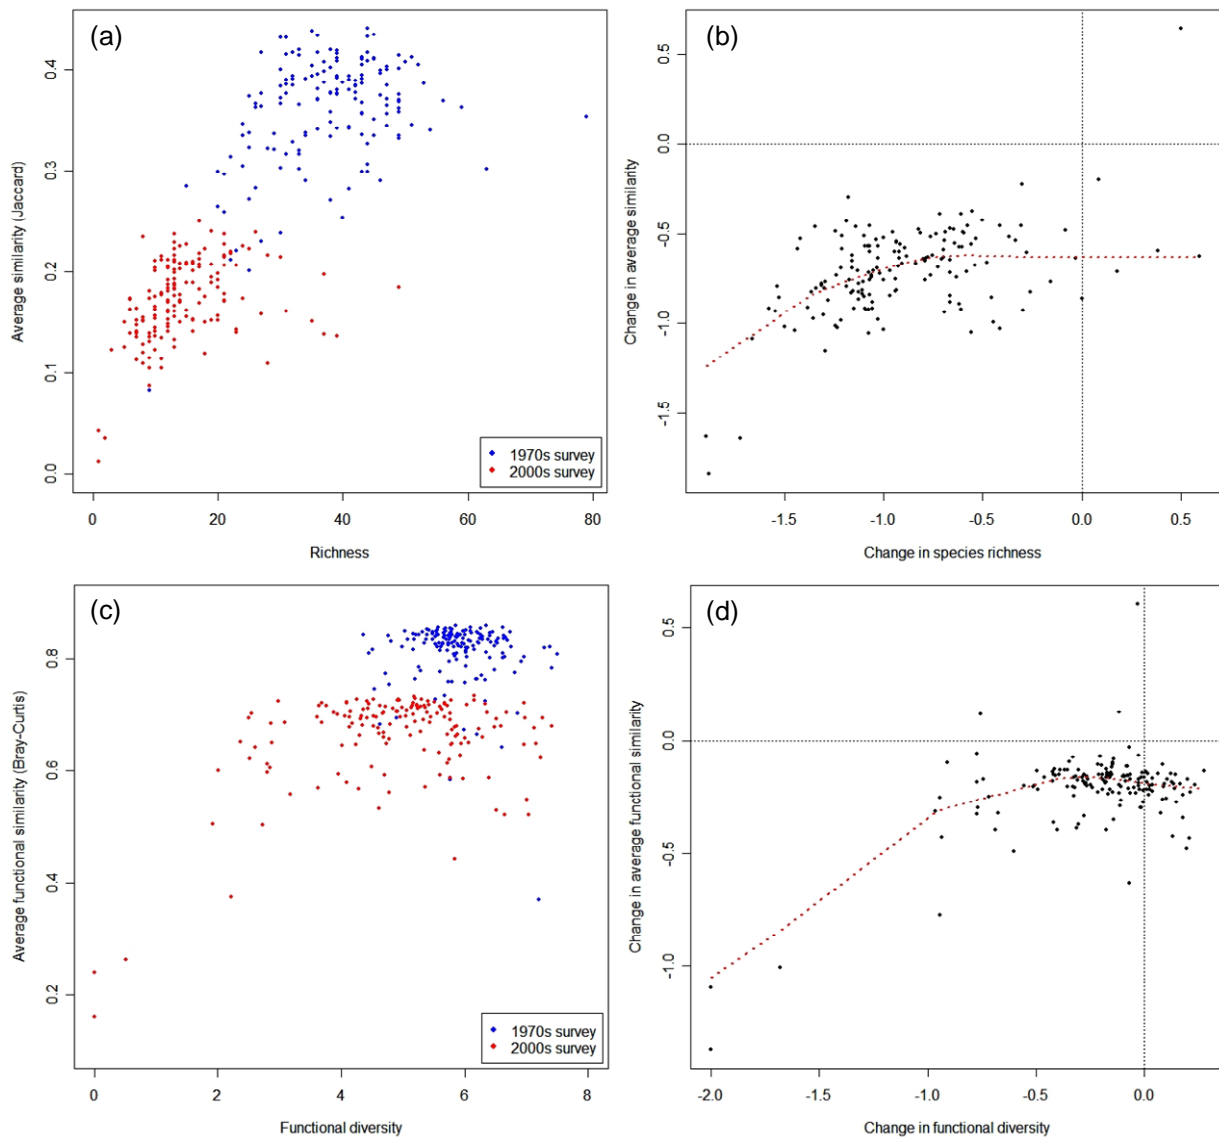 (a)
Average similarity (Jaccard)
0.0 0.1 0.2 0.3 0.4
0 20 40 60 80
Richness
1970s survey
2000s survey
(b)
Change in average similarity
-1.5 -1.0 -0.5 0.0 0.5
-1.5 -1.0 -0.5 0.0 0.5
Change in species richness
(c)
Average functional similarity (Bray-Curtis)
0.2 0.4 0.6 0.8
0 2 4 6 8
Functional diversity
1970s survey
2000s survey
(d)
Change in average functional similarity
-1.0 -0.5 0.0 0.5
-2.0 -1.5 -1.0 -0.5 0.0
Change in functional diversity